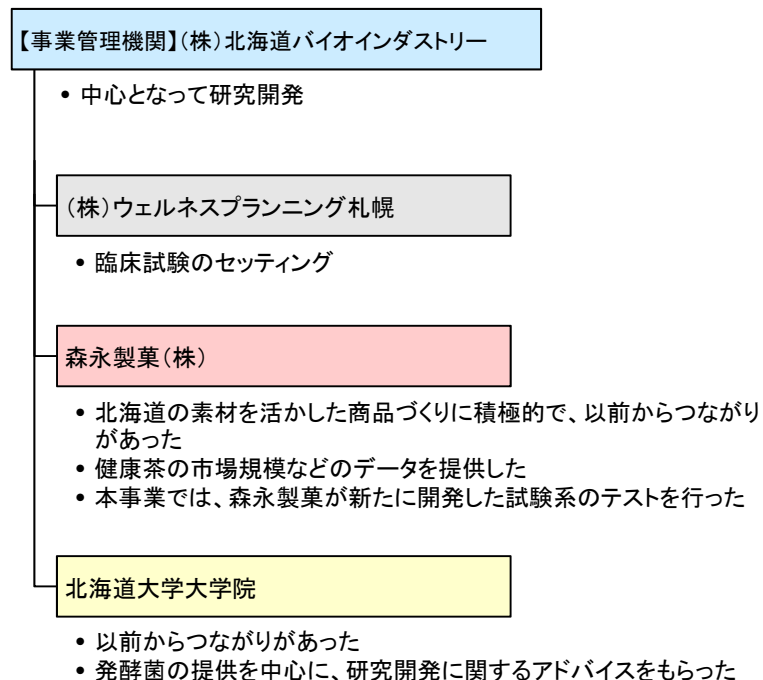 【事業管理機関】(株)北海道バイオインダストリー
• 中心となって研究開発
(株)ウェルネスプランニング札幌
• 臨床試験のセッティング
森永製菓(株)
• 北海道の素材を活かした商品づくりに積極的で、以前からつながり
があった
• 健康茶の市場規模などのデータを提供した
• 本事業では、森永製菓が新たに開発した試験系のテストを行った
北海道大学大学院
• 以前からつながりがあった
• 発酵菌の提供を中心に、研究開発に関するアドバイスをもらった